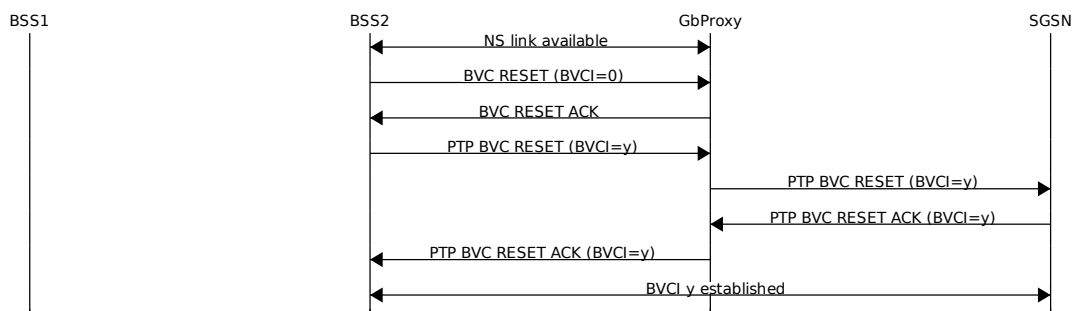 BSS1 BSS2 GbProxy SGSN
NS link available
BVC RESET (BVCI=0)
BVC RESET ACK
PTP BVC RESET (BVCI=y)
PTP BVC RESET (BVCI=y)
PTP BVC RESET ACK (BVCI=y)
PTP BVC RESET ACK (BVCI=y)
BVCI y established